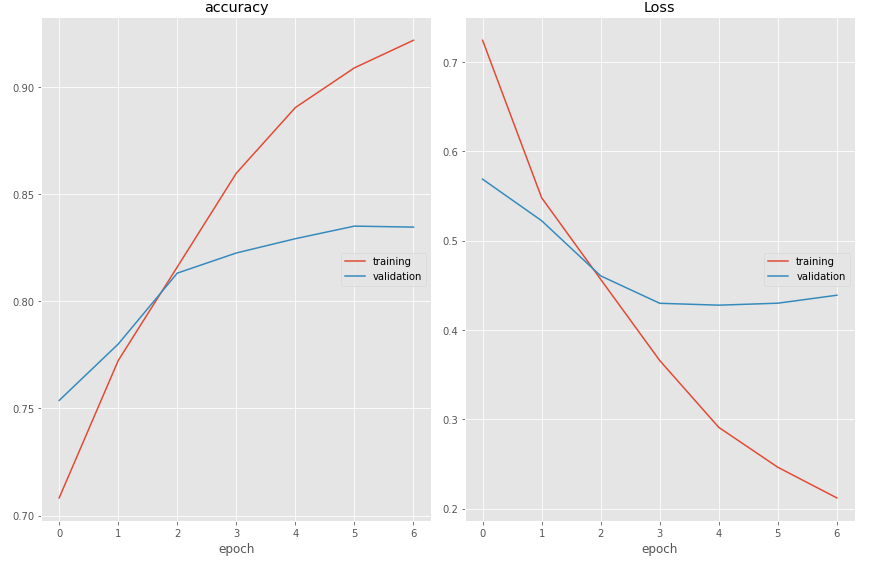 accuracy
0.90
0.85
0.80
0.75
0.70
0 1 2 3 4 5 6
epoch
training
validation
Loss
0.7
0.6
0.5
0.4
0.3
0.2
0 1 2 3 4 5 6
epoch
training
validation